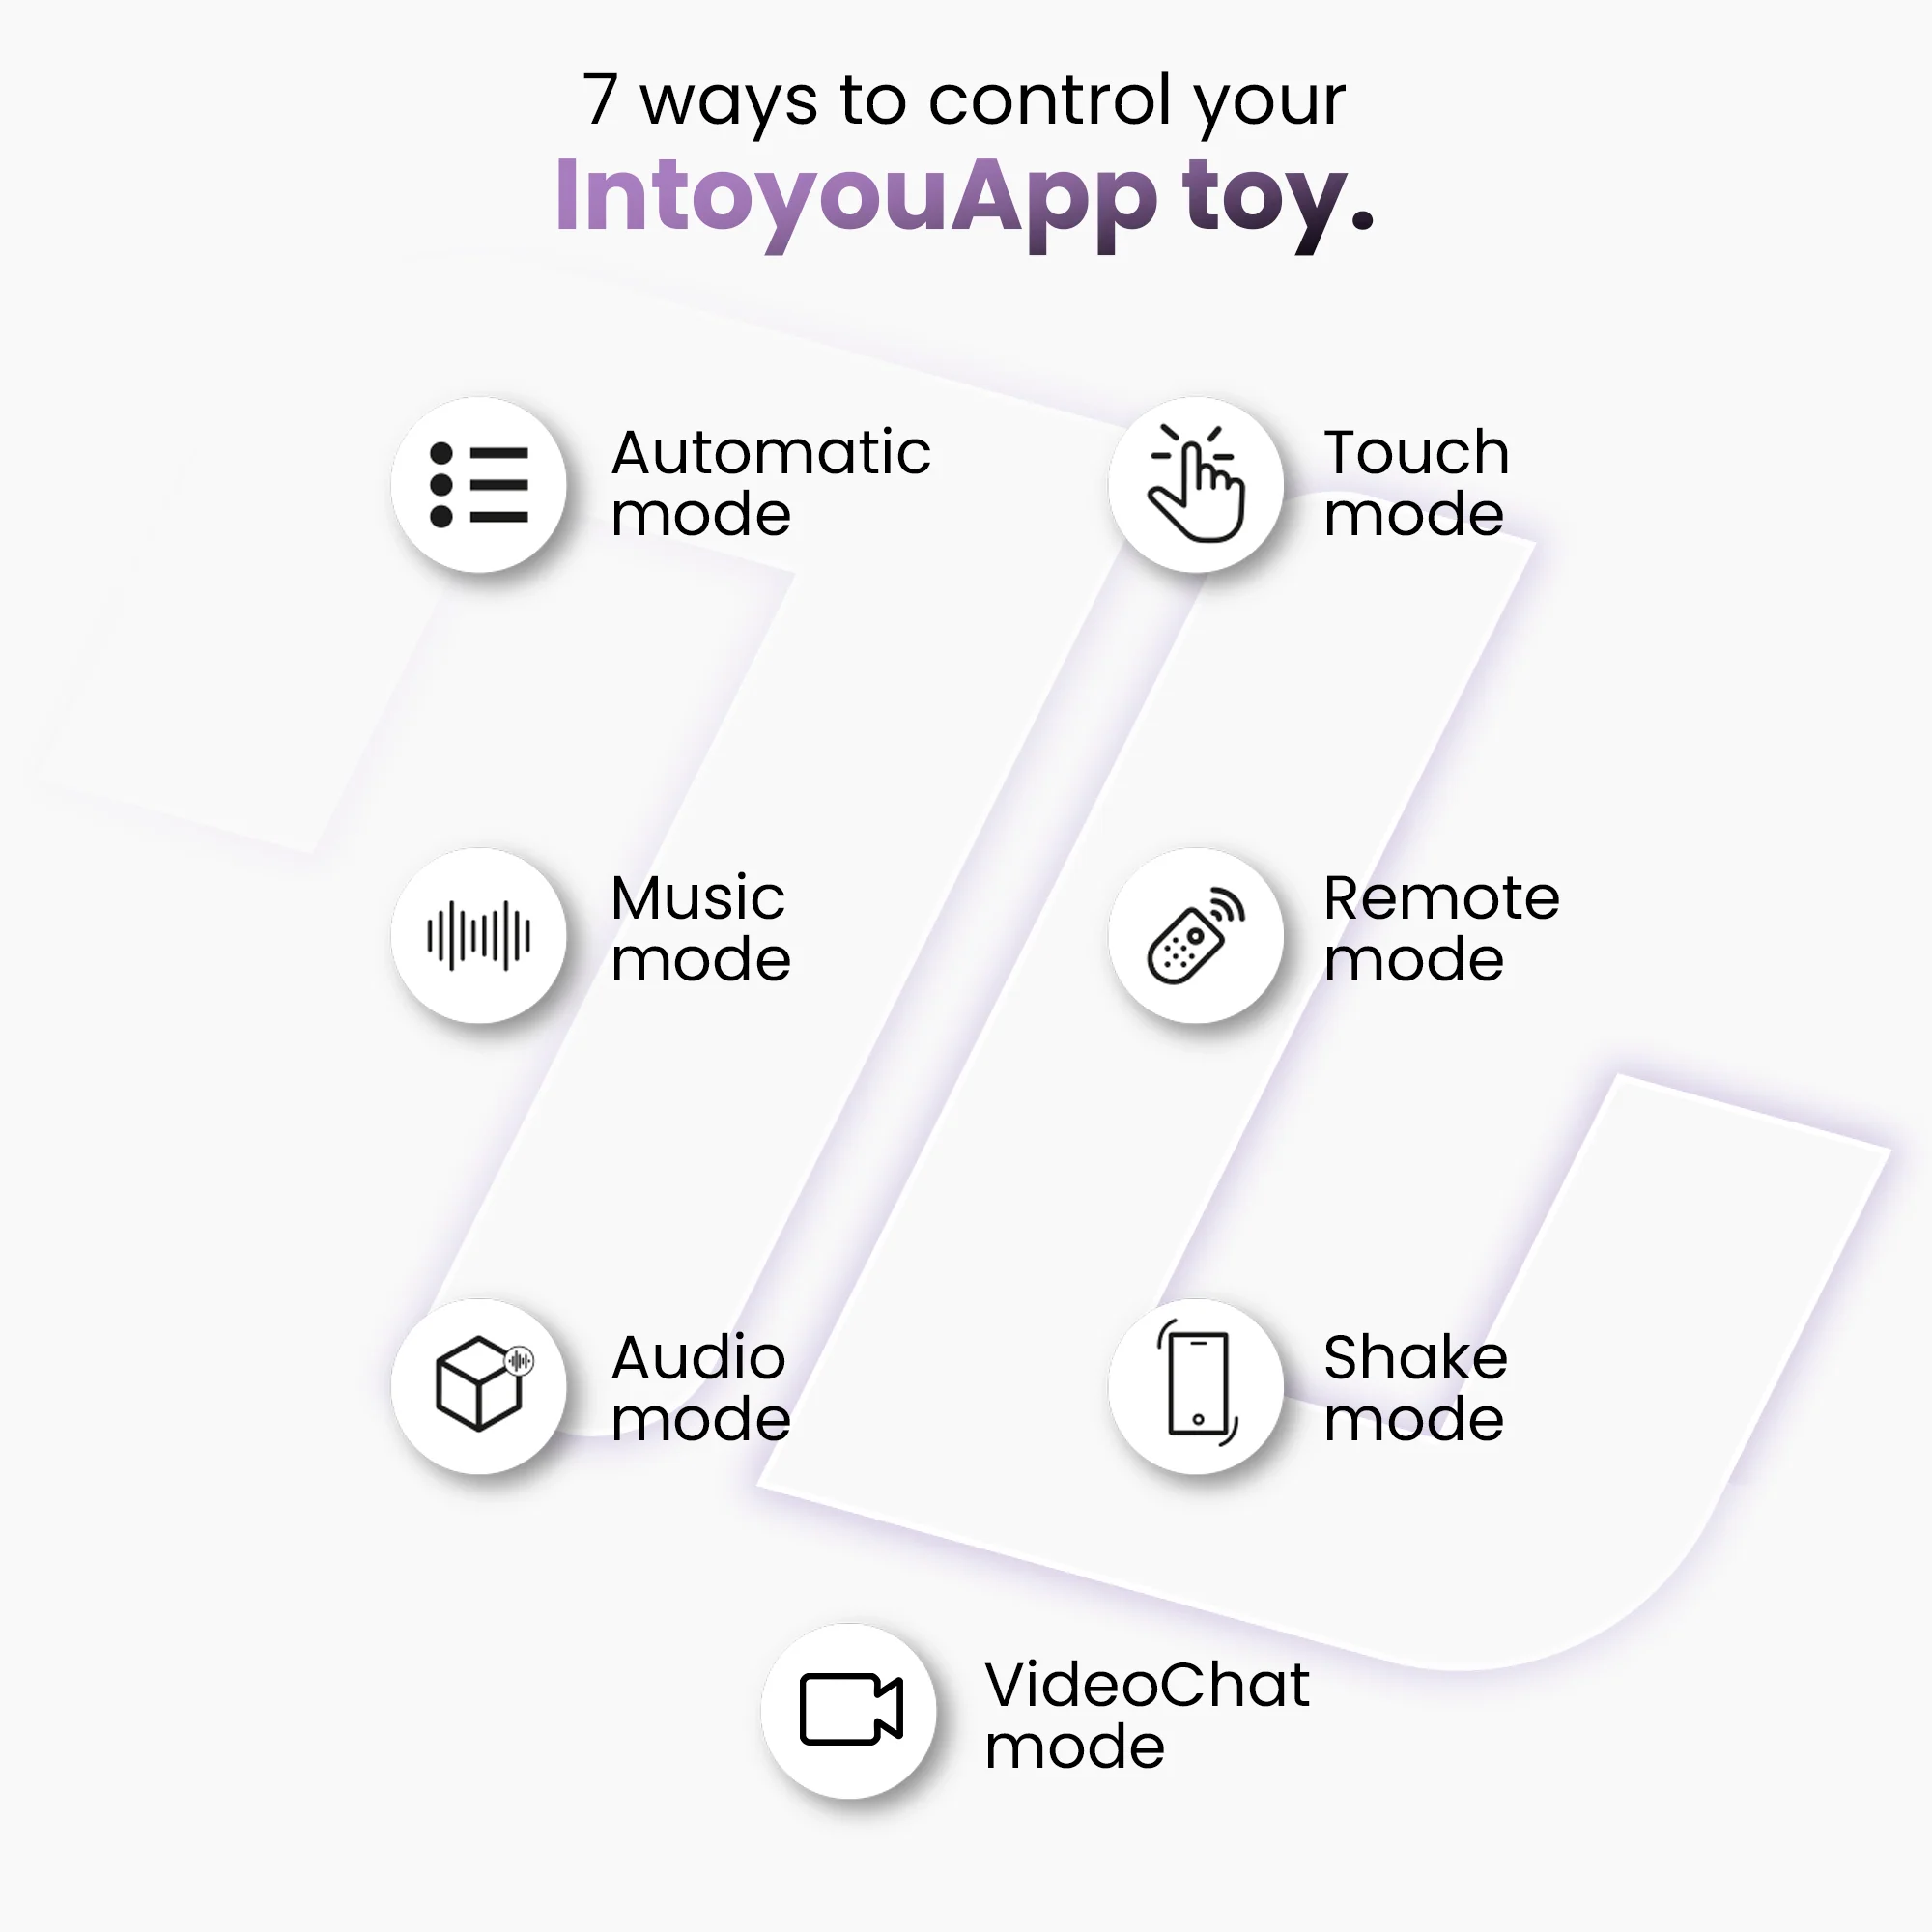 7 ways to control your
IntoyouApp toy.
Automatic
mode
Touch
mode
Music
mode
Remote
mode
Audio
mode
Shake
mode
VideoChat
mode